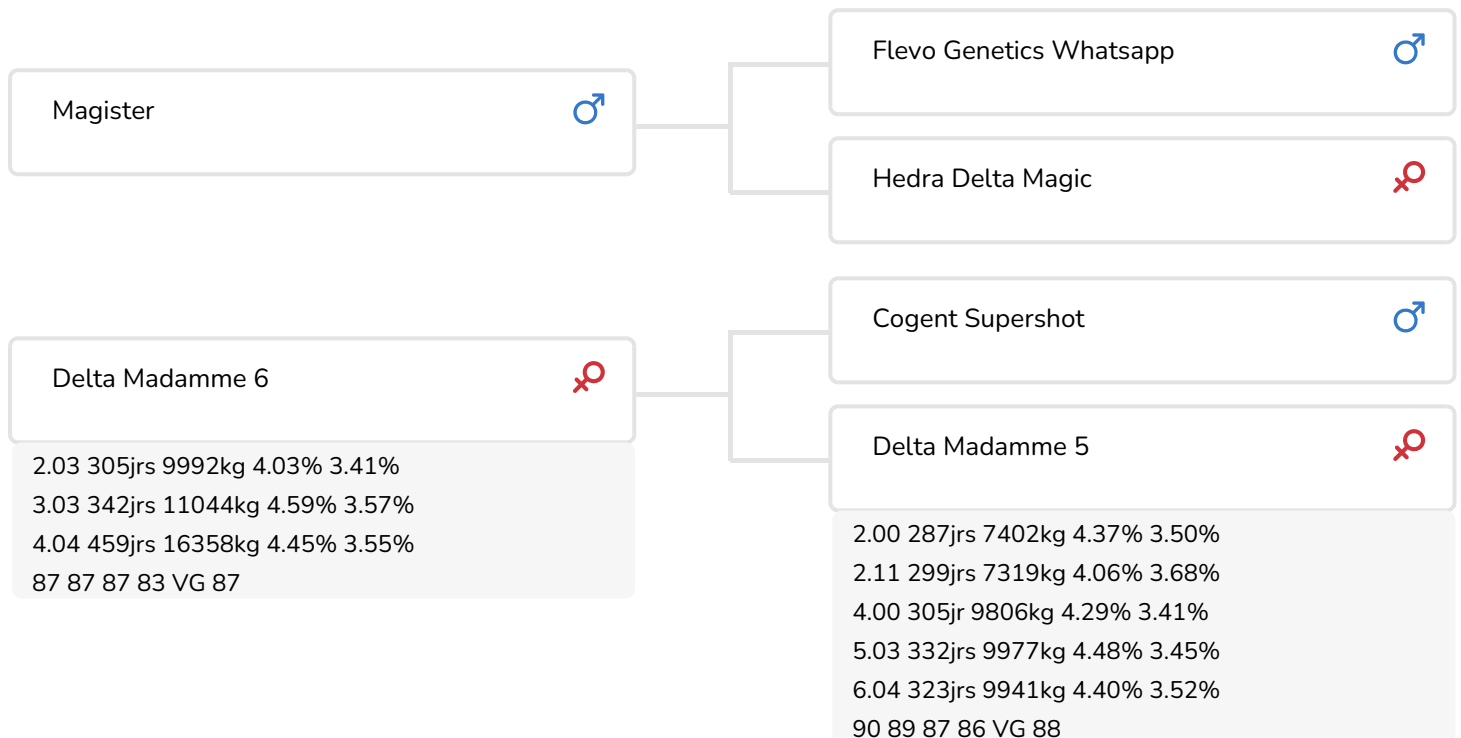 Magister
Flevo Genetics Whatsapp
Hedra Delta Magic
Delta Madamme 6
2.03 305jrs 9992kg 4.03% 3.41%
3.03 342jrs 11044kg 4.59% 3.57%
4.04 459jrs 16358kg 4.45% 3.55%
87 87 87 83 VG 87
Cogent Supershot
Delta Madamme 5
2.00 287jrs 7402kg 4.37% 3.50%
2.11 299jrs 7319kg 4.06% 3.68%
4.00 305jr 9806kg 4.29% 3.41%
5.03 332jrs 9977kg 4.48% 3.45%
6.04 323jrs 9941kg 4.40% 3.52%
90 89 87 86 VG 88